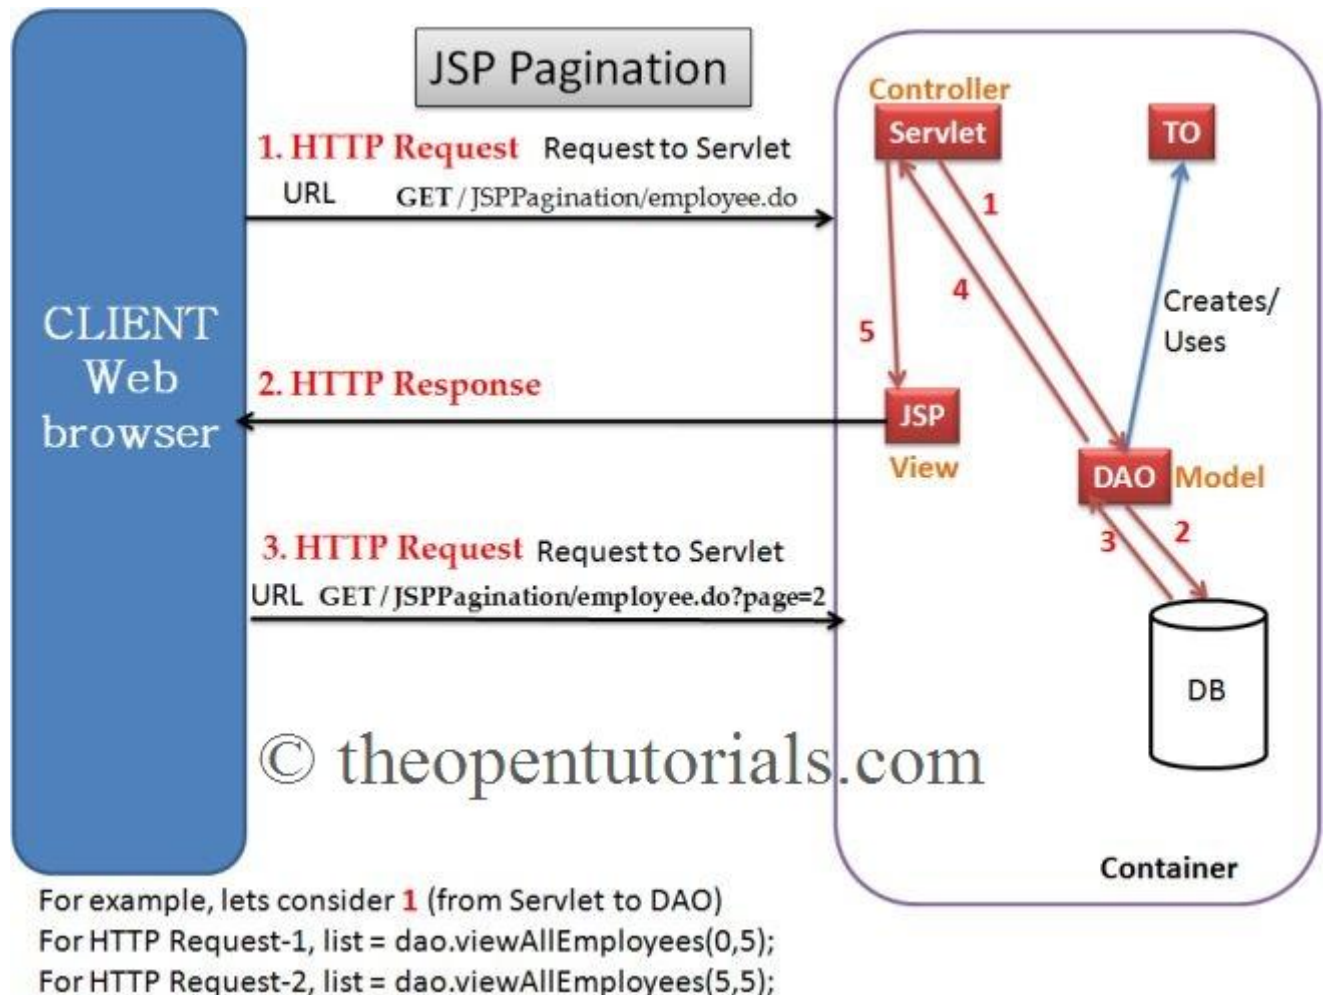 JSP Pagination
1. HTTP Request Request to Servlet
URL GET / JSPPagination/employee.do
CLIENT
Web
browser
2. HTTP Response
3. HTTP Request Request to Servlet
URL GET / JSPPagination/employee.do?page=2
© theopentutorials.com
Controller
Servlet
TO
1
4
5
Creates/
Uses
JSP
View
DAO Model
3 2
DB
Container
For example, lets consider 1 (from Servlet to DAO)
For HTTP Request-1, list = dao.viewAllEmployees(0,5);
For HTTP Request-2, list = dao.viewAllEmployees(5,5);